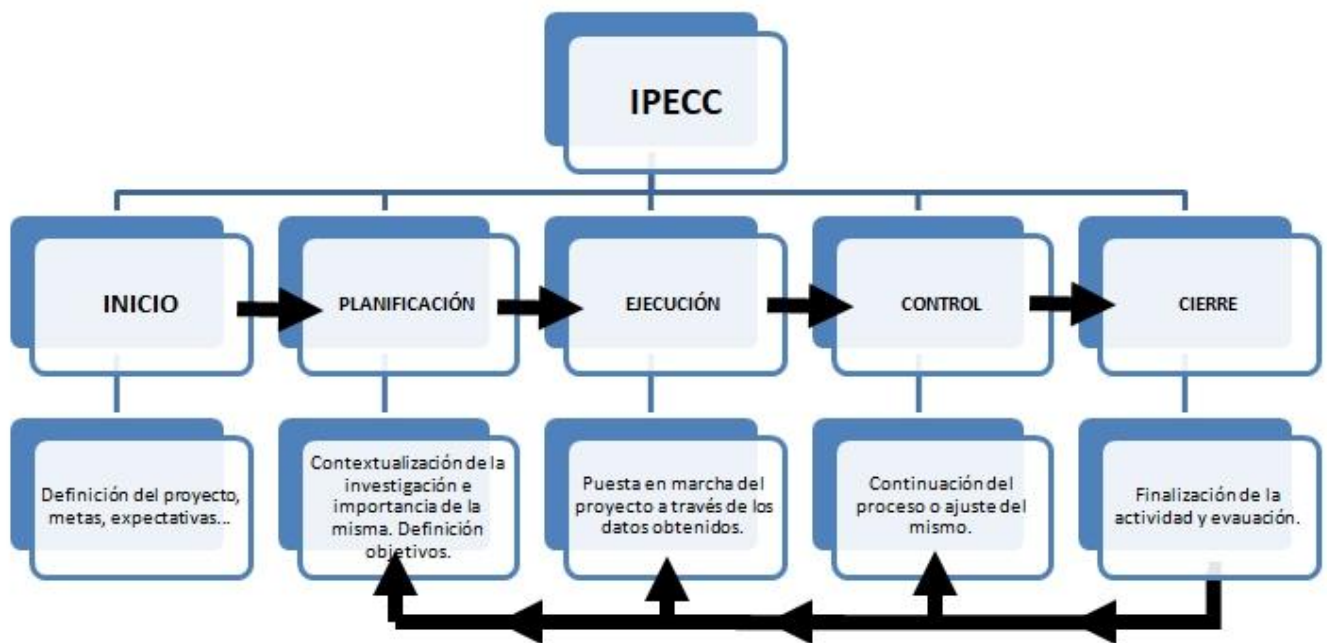 IPECC
INICIO
PLANIFICACIÓN
EJECUCIÓN
CONTROL
CIERRE
Definición del proyecto,
metas, expectativas...
Contextualización de la
investigación e
importancia de la
misma. Definición
objetivos.
Puesta en marcha del
proyecto a través de los
datos obtenidos.
Continuación del
proceso o ajuste del
mismo.
Finalización de la
actividad y evauación.